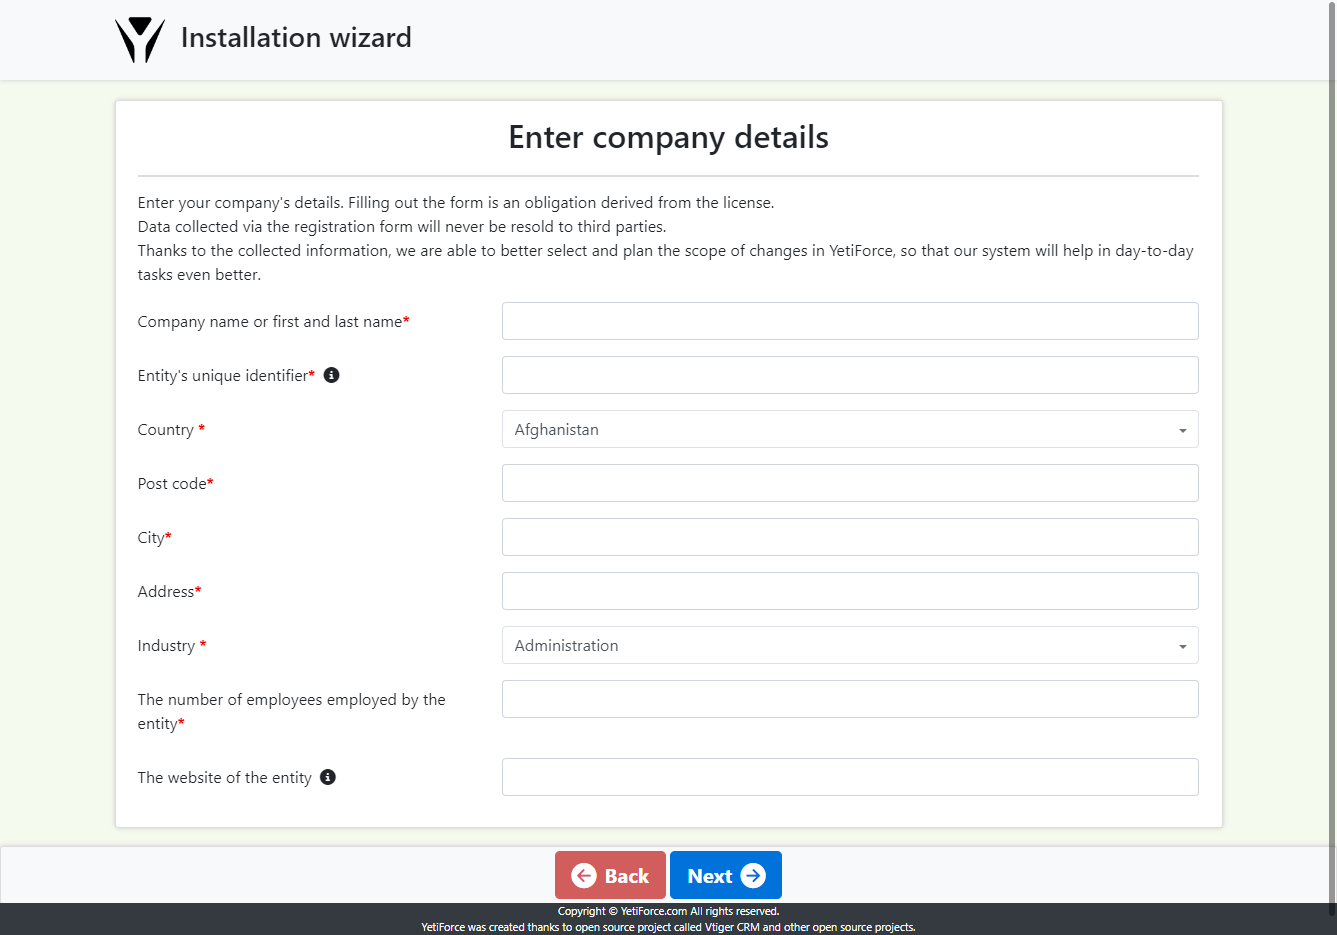 Installation wizard
Enter company details
Enter your company's details. Filling out the form is an obligation derived from the license.
Data collected via the registration form will never be resold to third parties.
Thanks to the collected information, we are able to better select and plan the scope of changes in YetiForce, so that our system will help in day-to-day
tasks even better.
Company name or first and last name*
Entity's unique identifier*
Country *
Afghanistan
Post code*
City*
Address*
Industry *
Administration
The number of employees employed by the
entity*
The website of the entity
Back
Next
Copyright © YetiForce.com All rights reserved.
YetiForce was created thanks to open source project called Vtiger CRM and other open source projects.